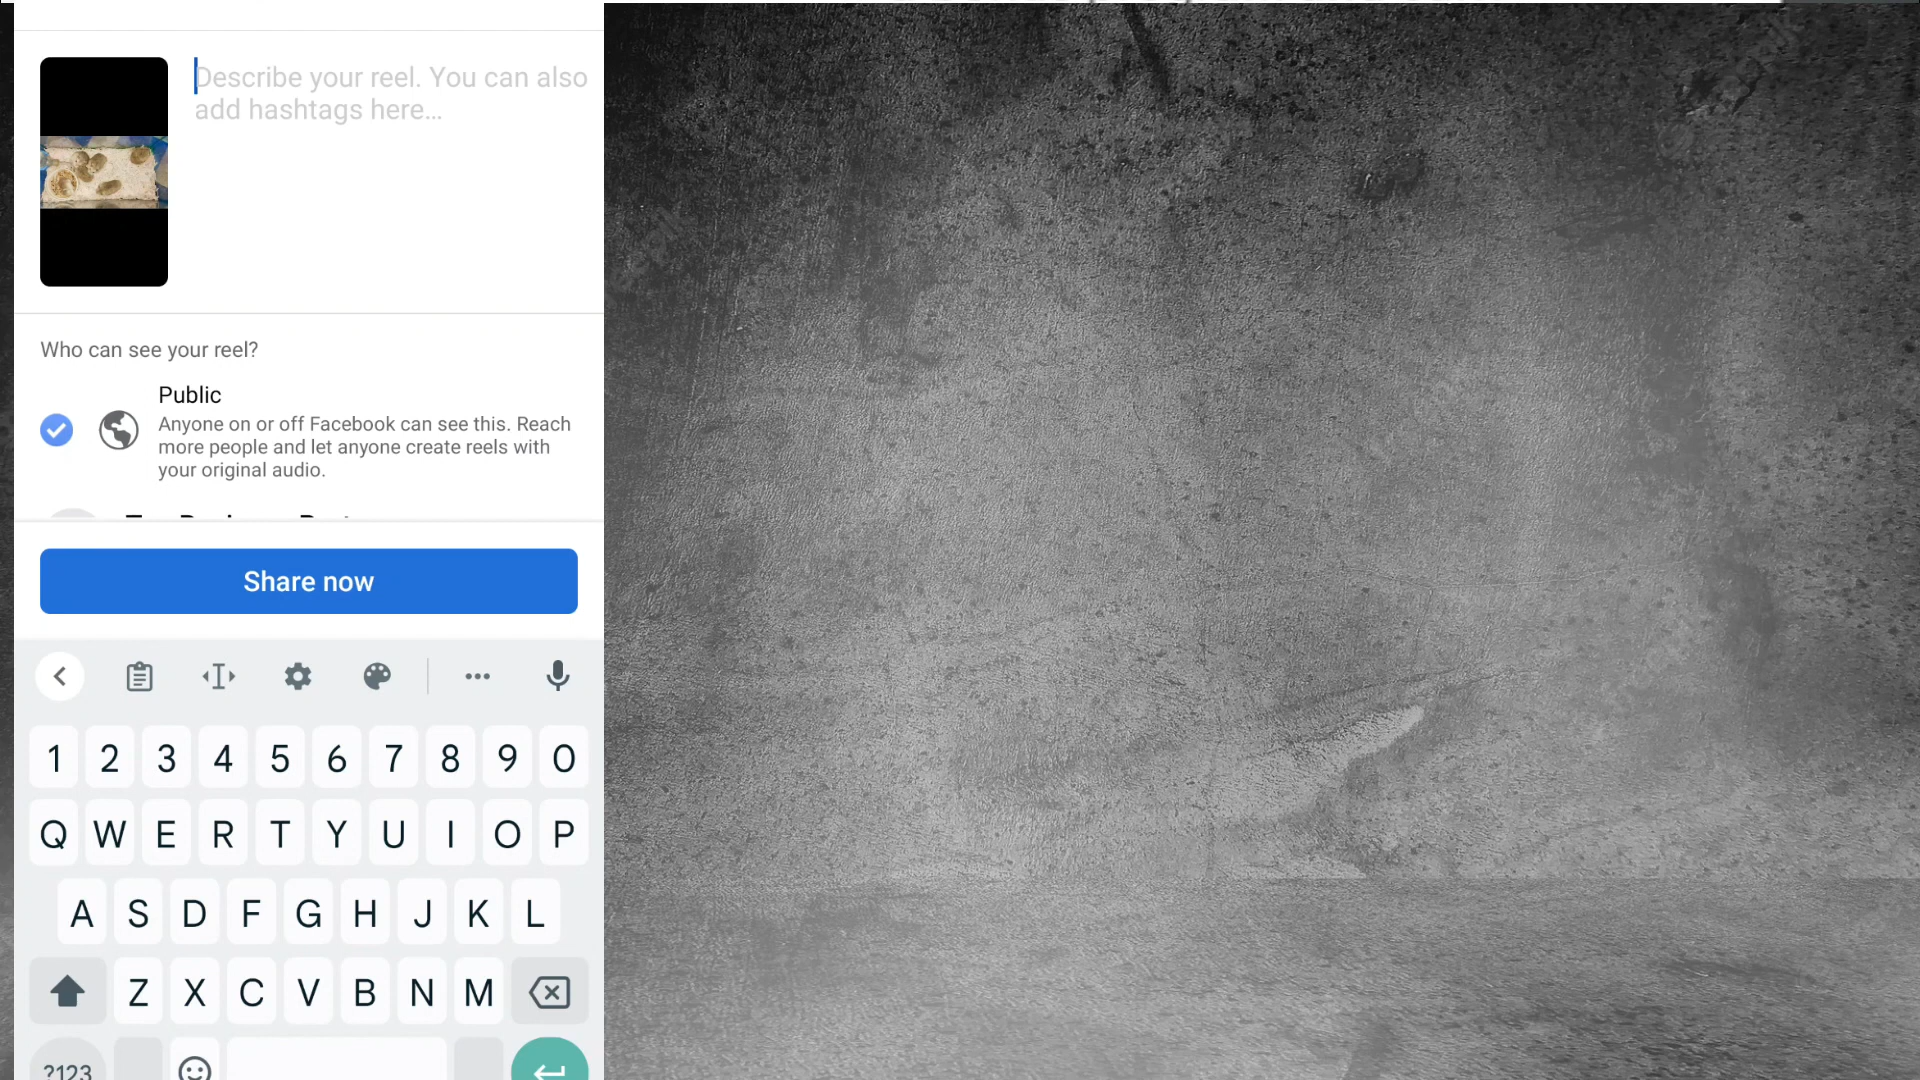 Describe your reel. You can also
add hashtags here...
Who can see your reel?
Public
Anyone on or off Facebook can see this. Reach
more people and let anyone create reels with
your original audio.
Share now
1 2 3 4 5 6 7 8 9 0
Q W E R T Y U I O P
A S D F G H J K L
Z X C V B N M
?123